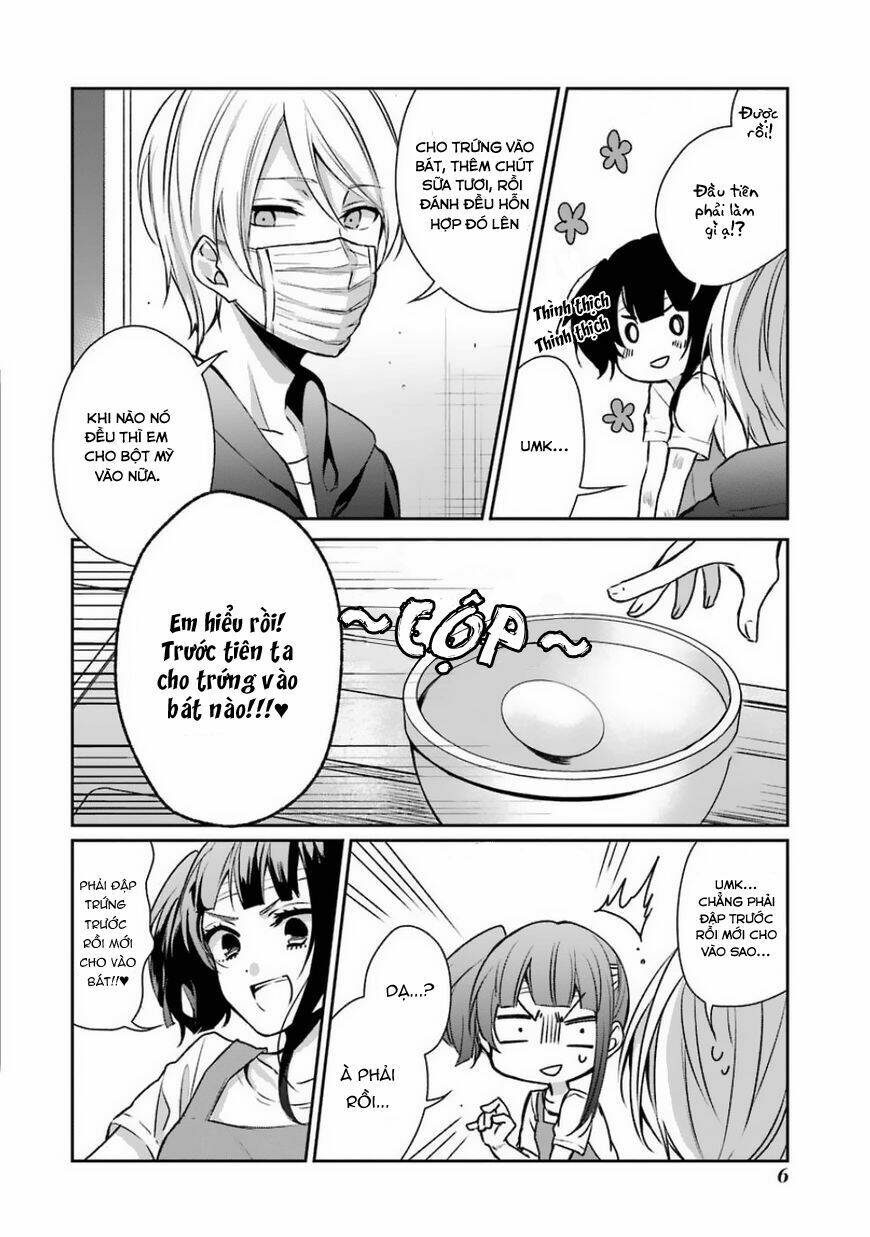 Được
rồi!
Đầu tiên
phải làm
gì ạ!?
Thình thịch
Thình thịch
UMK...
CHO TRỨNG VÀO
BÁT, THÊM CHÚT
SỮA TƯƠI, RỒI
ĐÁNH ĐỀU HỖN
HỢP ĐÓ LÊN
KHI NÀO NÓ
ĐỀU THÌ EM
CHO BỘT MỲ
VÀO NỮA.
~CỘP~
Em hiểu rồi!
Trước tiên ta
cho trứng vào
bát nào!!!♥
UMK...
CHẲNG PHẢI
ĐẬP TRƯỚC
RỒI MỚI CHO
VÀO SAO...
DẠ...?
À PHẢI
RỒI...
PHẢI ĐẬP
TRỨNG
TRƯỚC
RỒI MỚI
CHO VÀO
BÁT!!♥
6